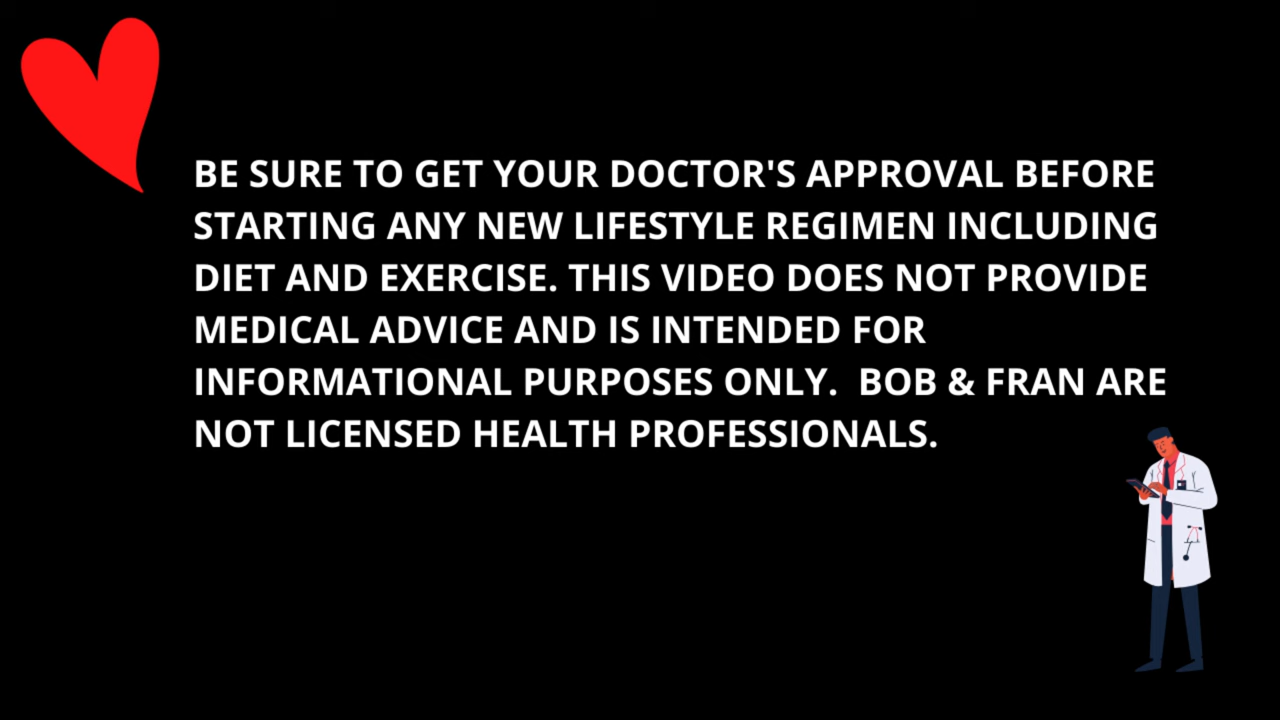 BE SURE TO GET YOUR DOCTOR'S APPROVAL BEFORE
STARTING ANY NEW LIFESTYLE REGIMEN INCLUDING
DIET AND EXERCISE. THIS VIDEO DOES NOT PROVIDE
MEDICAL ADVICE AND IS INTENDED FOR
INFORMATIONAL PURPOSES ONLY.  BOB & FRAN ARE
NOT LICENSED HEALTH PROFESSIONALS.